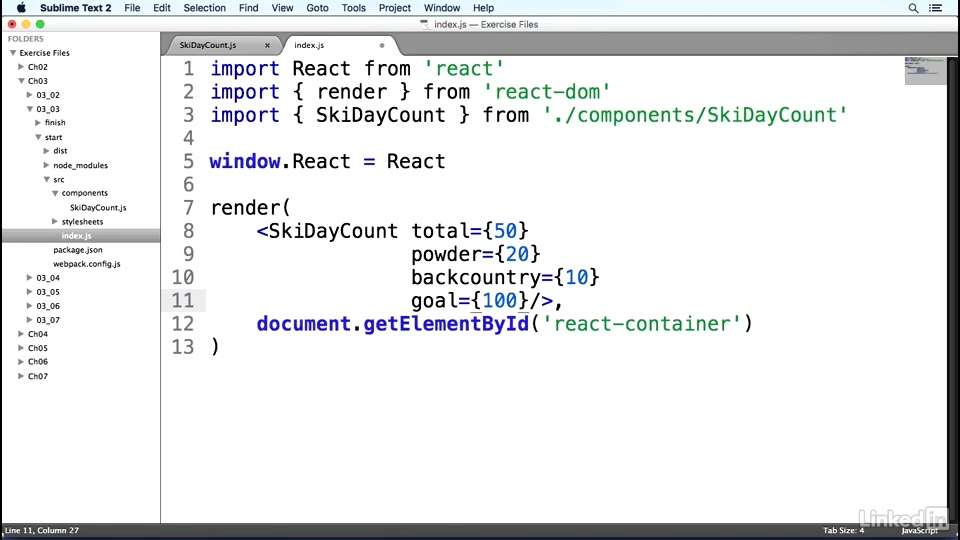 Sublime Text 2 File Edit Selection Find View Goto Tools Project Window Help
index.js — Exercise Files
FOLDERS
Exercise Files
Ch02
Ch03
03_02
03_03
finish
start
dist
node_modules
src
components
SkiDayCount.js
stylesheets
index.js
package.json
webpack.config.js
03_04
03_05
03_06
03_07
Ch04
Ch05
Ch06
Ch07
SkiDayCount.js × index.js
1 import React from 'react'
2 import { render } from 'react-dom'
3 import { SkiDayCount } from './components/SkiDayCount'
4
5 window.React = React
6
7 render(
8 <SkiDayCount total={50}
9 powder={20}
10 backcountry={10}
11 goal={100}/>,
12 document.getElementById('react-container')
13 )
Line 11, Column 27
Tab Size: 4 JavaScript
LinkedIn